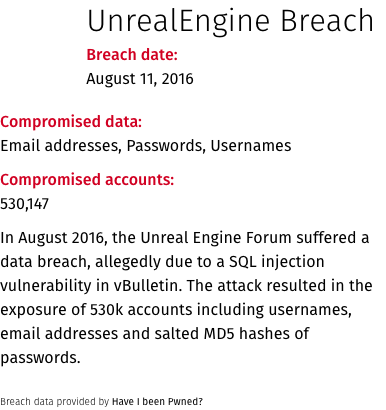 UnrealEngine Breach
Breach date:
August 11, 2016
Compromised data:
Email addresses, Passwords, Usernames
Compromised accounts:
530,147
In August 2016, the Unreal Engine Forum suffered a
data breach, allegedly due to a SQL injection
vulnerability in vBulletin. The attack resulted in the
exposure of 530k accounts including usernames,
email addresses and salted MD5 hashes of
passwords.
Breach data provided by Have I been Pwned?